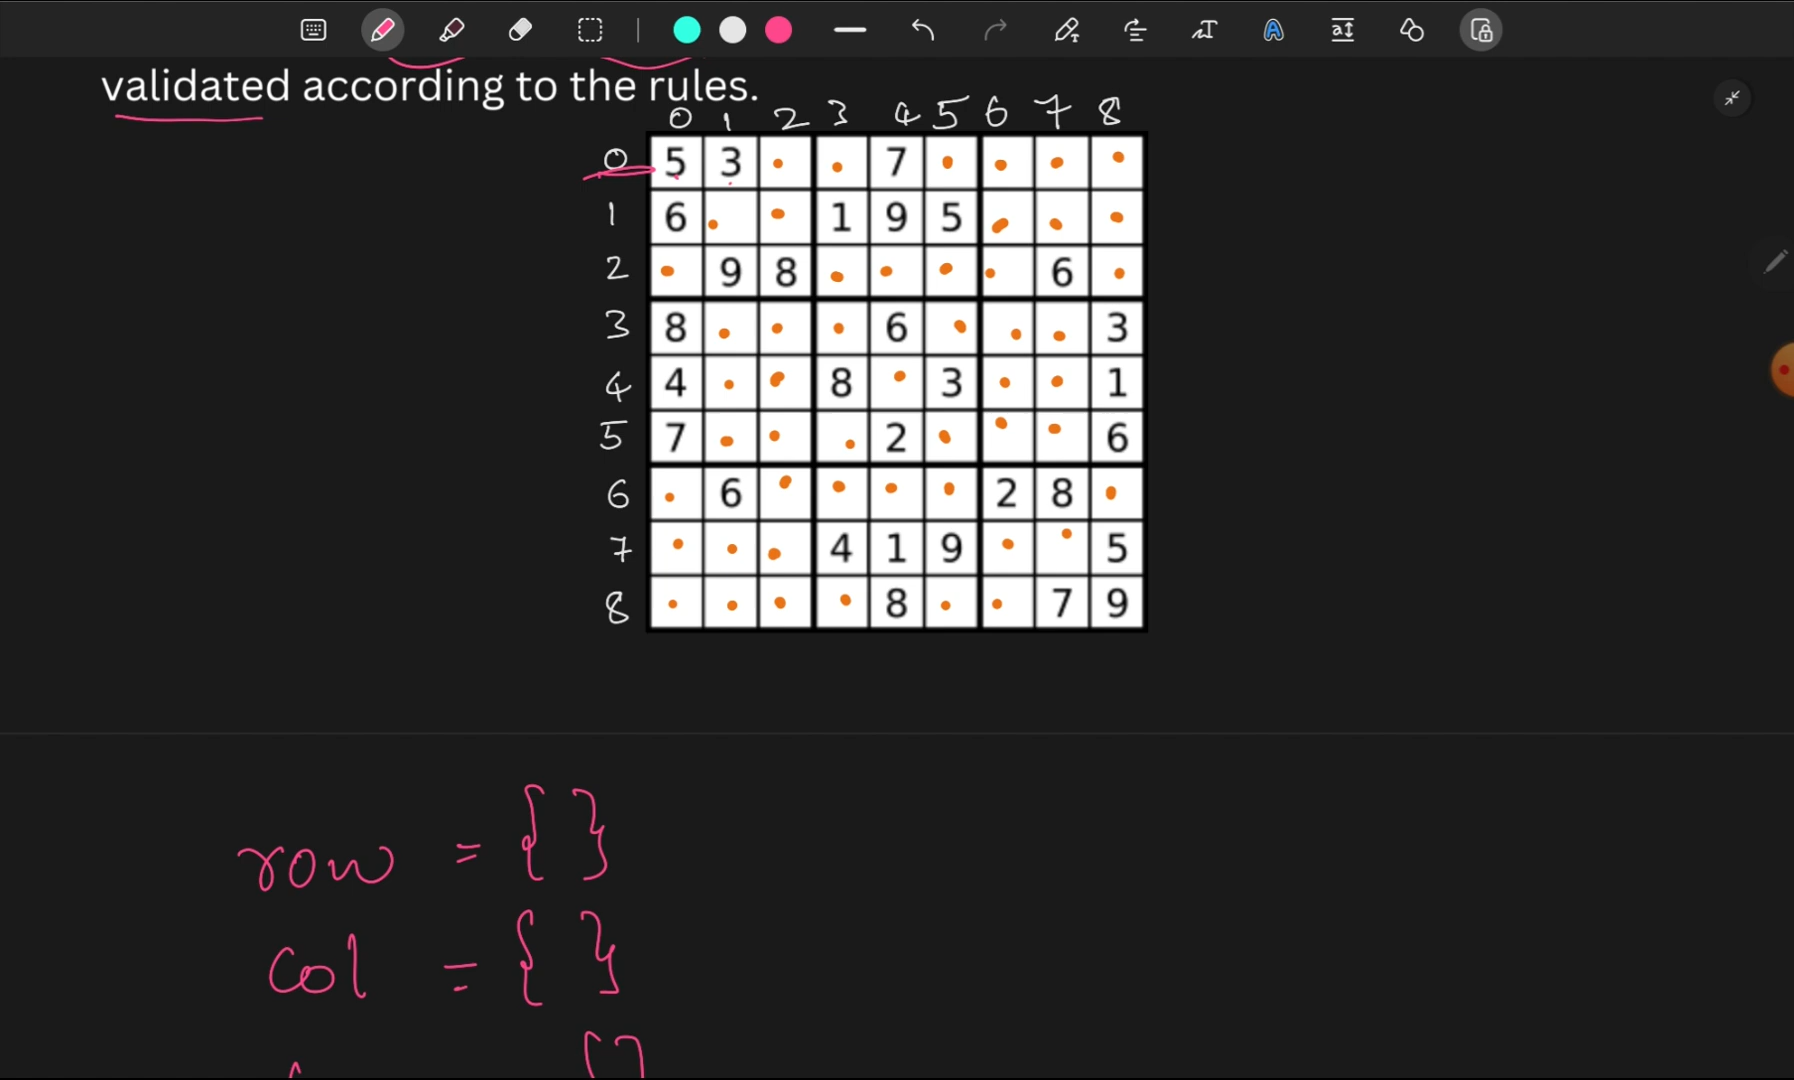 validated according to the rules.
0 1 2 3 4 5 6 7 8
0 5 3 . . 7 . . . .
1 6 . . 1 9 5 . . .
2 . 9 8 . . . . 6 .
3 8 . . . 6 . . . 3
4 4 . . 8 . 3 . . 1
5 7 . . . 2 . . . 6
6 . 6 . . . . 2 8 .
7 . . . 4 1 9 . . 5
8 . . . . 8 . . 7 9
row = { }
col = { }